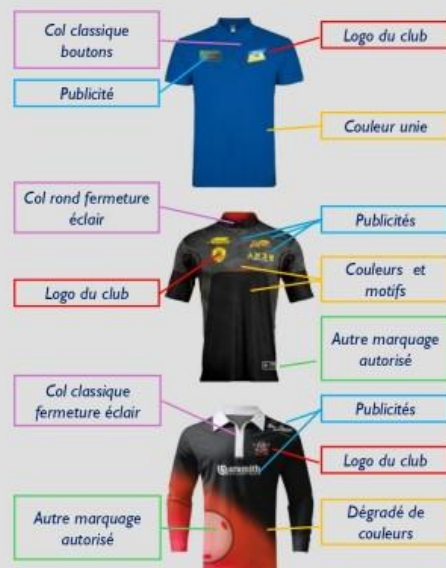 Col classique
boutons
Logo du club
Publicité
Couleur unie
Col rond fermeture
éclair
Publicités
Logo du club
Couleurs et
motifs
Autre marquage
autorisé
Col classique
fermeture éclair
Publicités
aramith
Logo du club
Autre marquage
autorisé
Dégradé de
couleurs